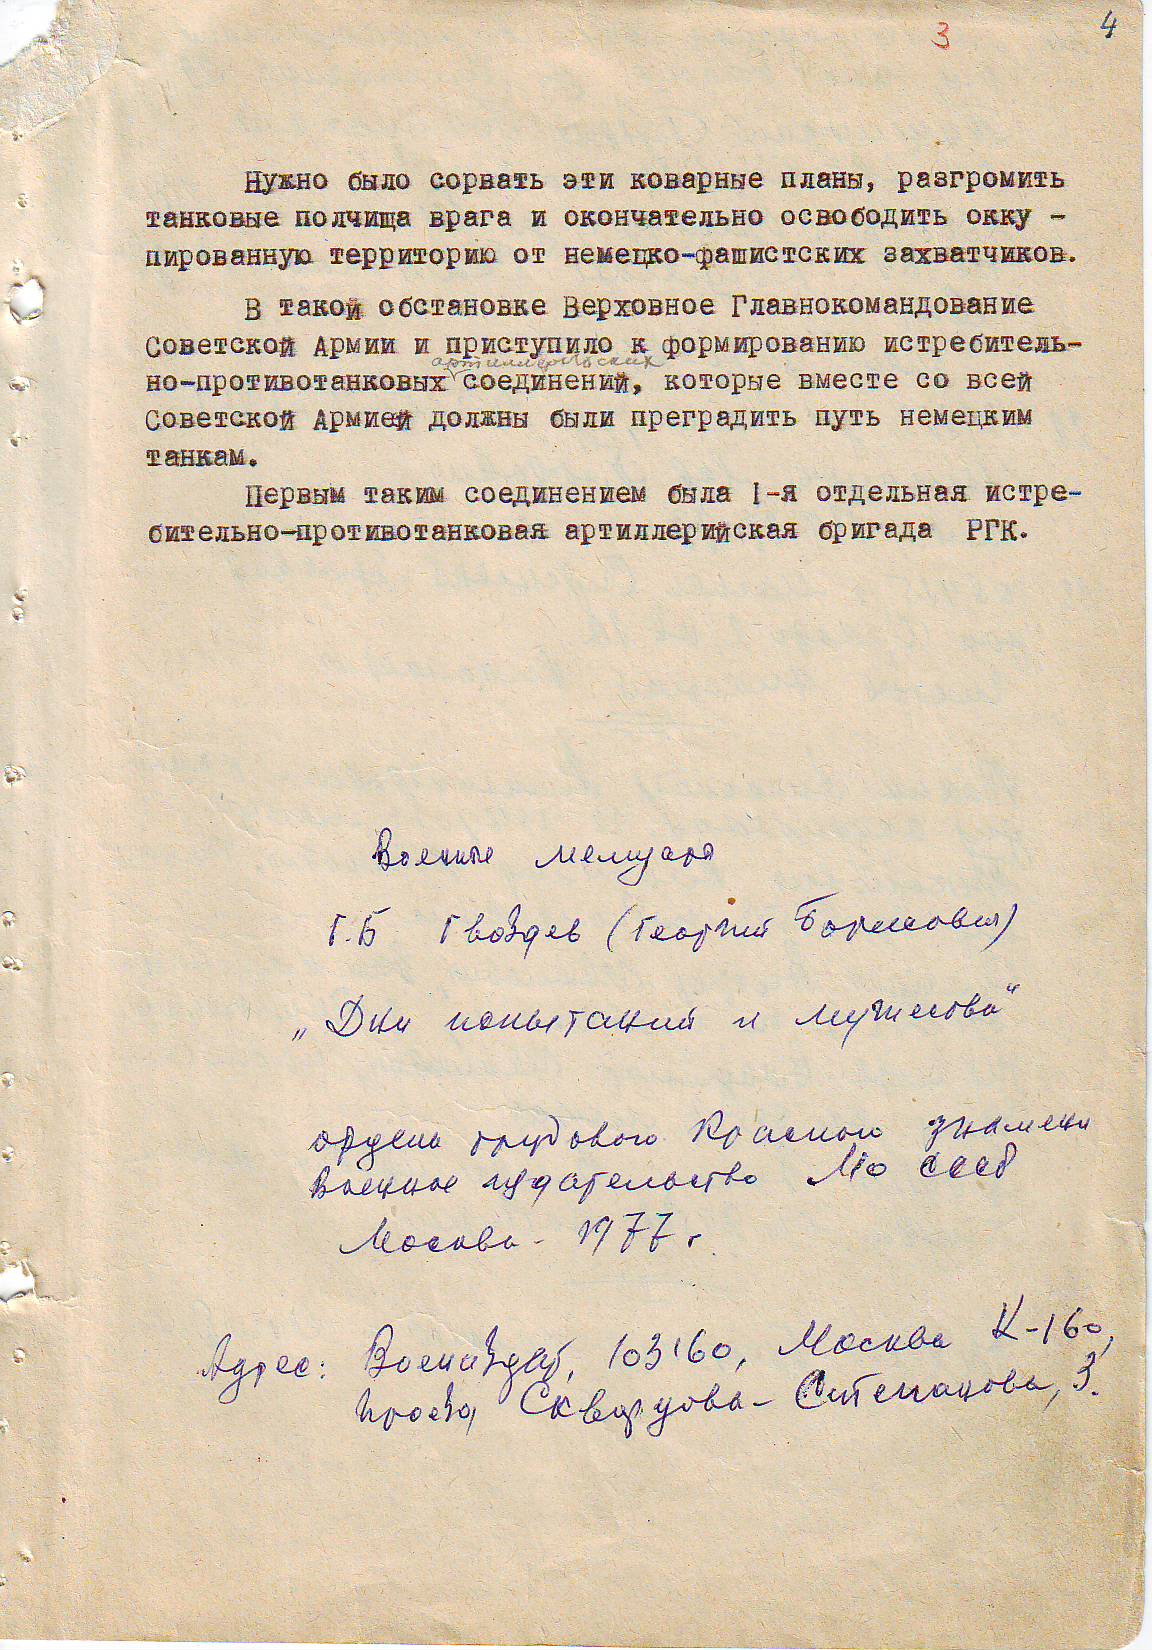 3 4
Нужно было сорвать эти коварные планы, разгромить
танковые полчища врага и окончательно освободить окку -
пированную территорию от немецко-фашистских захватчиков.
В такой обстановке Верховное Главнокомандование
Советской Армии и приступило к формированию истребитель-
артиллерийских
но-противотанковых соединений, которые вместе со всей
Советской Армией должны были преградить путь немецким
танкам.
Первым таким соединением была I-я отдельная истре-
бительно-противотанковая артиллерийская бригада РГК.
Военные мемуары
Г.Б Гвоздев (Георгий Борисович)
„Дни испытаний и мужества"
ордена трудового Красного знамени
Военное издательство МО СССР
Москва - 1977 г.
Адрес: Воениздат, 103160, Москва К-160,
проезд Скворцова-Степанова, 3.